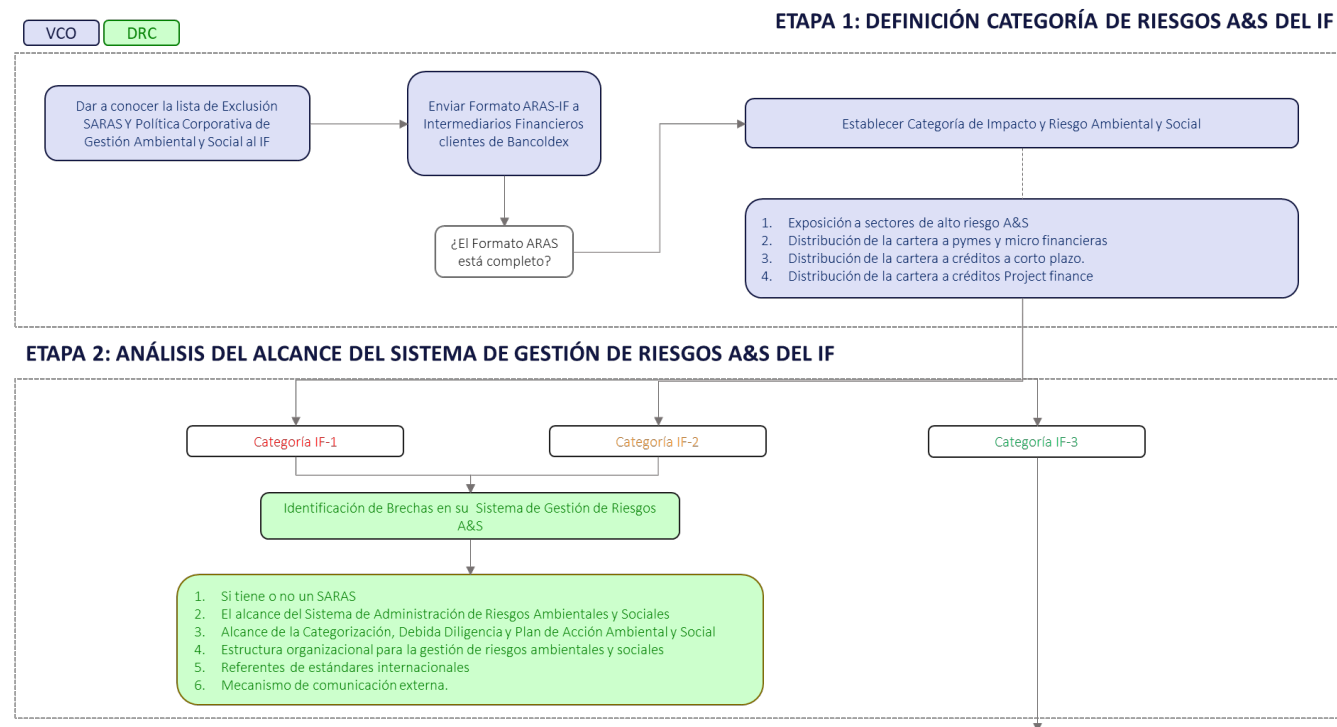 VCO
DRC
ETAPA 1: DEFINICIÓN CATEGORÍA DE RIESGOS A&S DEL IF
Dar a conocer la lista de Exclusión
SARAS Y Política Corporativa de
Gestión Ambiental y Social al IF
Enviar Formato ARAS-IF a
Intermediarios Financieros
clientes de Bancoldex
¿El Formato ARAS
está completo?
Establecer Categoría de Impacto y Riesgo Ambiental y Social
1. Exposición a sectores de alto riesgo A&S
2. Distribución de la cartera a pymes y micro financieras
3. Distribución de la cartera a créditos a corto plazo.
4. Distribución de la cartera a créditos Project finance
ETAPA 2: ANÁLISIS DEL ALCANCE DEL SISTEMA DE GESTIÓN DE RIESGOS A&S DEL IF
Categoría IF-1
Categoría IF-2
Categoría IF-3
Identificación de Brechas en su Sistema de Gestión de Riesgos
A&S
1. Si tiene o no un SARAS
2. El alcance del Sistema de Administración de Riesgos Ambientales y Sociales
3. Alcance de la Categorización, Debida Diligencia y Plan de Acción Ambiental y Social
4. Estructura organizacional para la gestión de riesgos ambientales y sociales
5. Referentes de estándares internacionales
6. Mecanismo de comunicación externa.